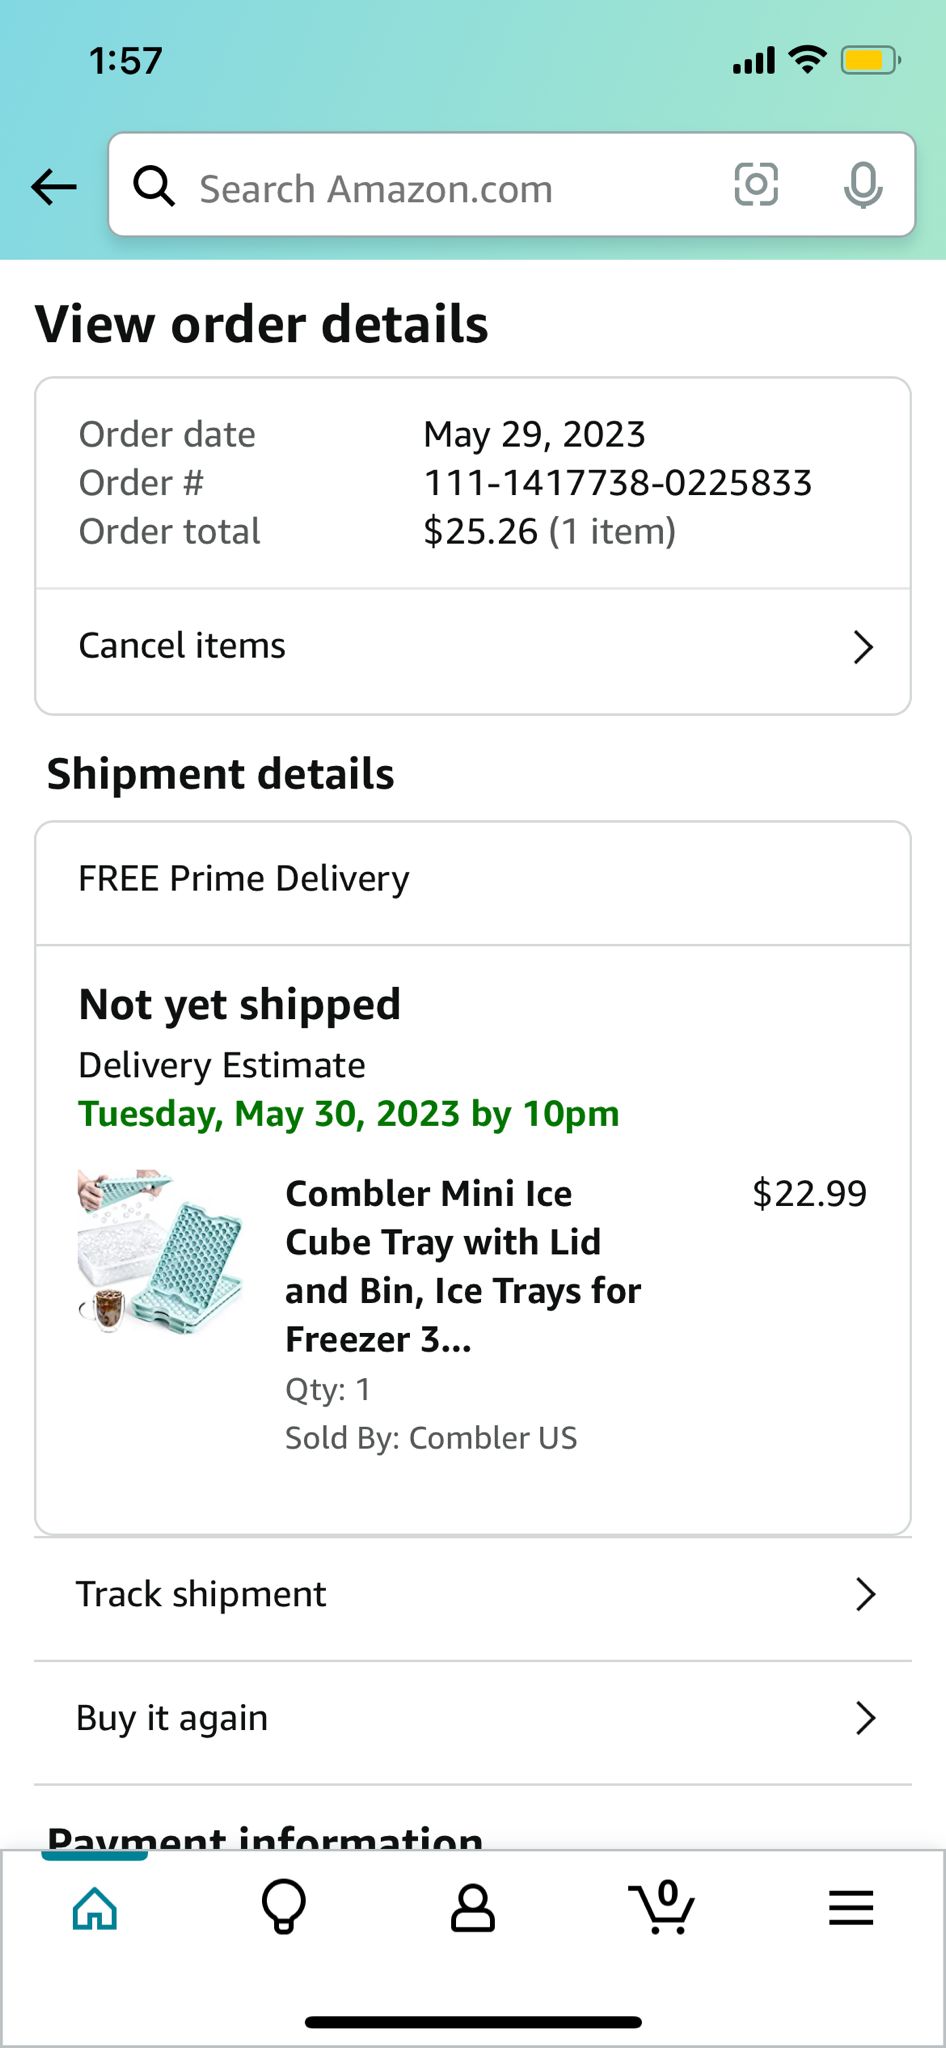 1:57
Search Amazon.com
View order details
Order date May 29, 2023
Order # 111-1417738-0225833
Order total $25.26 (1 item)
Cancel items
Shipment details
FREE Prime Delivery
Not yet shipped
Delivery Estimate
Tuesday, May 30, 2023 by 10pm
Combler Mini Ice $22.99
Cube Tray with Lid
and Bin, Ice Trays for
Freezer 3...
Qty: 1
Sold By: Combler US
Track shipment
Buy it again
Payment information
0